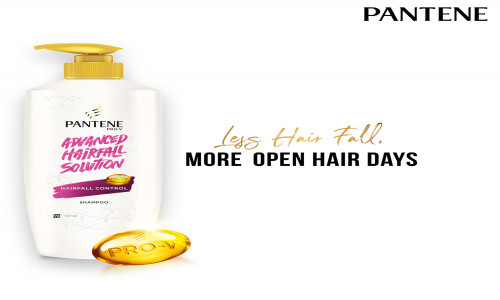 PANTENE
PANTENE
PRO-V
ADVANCED
HAIRFALL
SOLUTION
HAIRFALL CONTROL
SHAMPOO
Less Hair Fall,
MORE OPEN HAIR DAYS
PRO-V